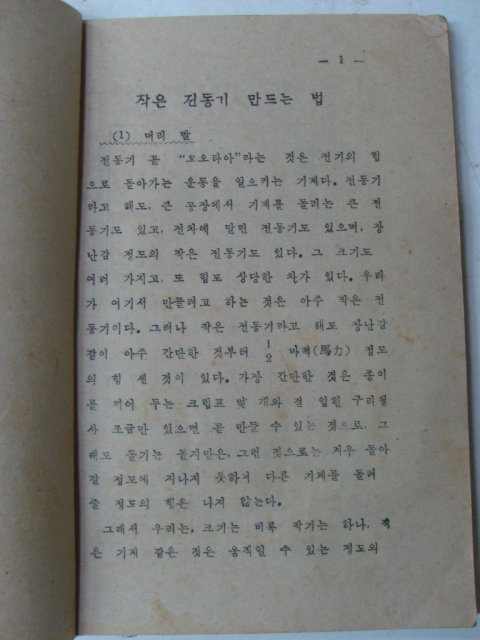 — 1 —
작은 전동기 만드는 법
(1) 머리 말
전동기 곧 "모오타아"라는 것은 전기의 힘
으로 돌아가는 운동을 일으키는 기계다. 전동기
라고 해도, 큰 공장에서 기계를 돌리는 큰 전
동기도 있고, 전차에 달린 전동기도 있으며, 장
난감 정도의 작은 전동기도 있다. 그 크기도
여러 가지고, 또 힘도 상당한 차가 있다. 우리
가 여기서 만들려고 하는 것은 아주 작은 전
동기이다. 그러나 작은 전동기라고 해도 장난감
같이 아주 간단한 것부터 1/2 마력(馬力) 정도
의 힘 센 것이 있다. 가장 간단한 것은 종이
를 끼어 두는 크립프 몇 개와 결 입힌 구리철
사 조금만 있으면 곧 만들 수 있는 것으로, 그
래도 돌기는 돌지만은, 그런 것으로는 겨우 돌아
갈 정도에 지나지 못하여 다른 기계를 돌려
줄 정도의 힘은 나지 않는다.
그래서 우리는, 크기는 비록 작기는 하나, 적
은 기계 같은 것은 움직일 수 있는 정도의